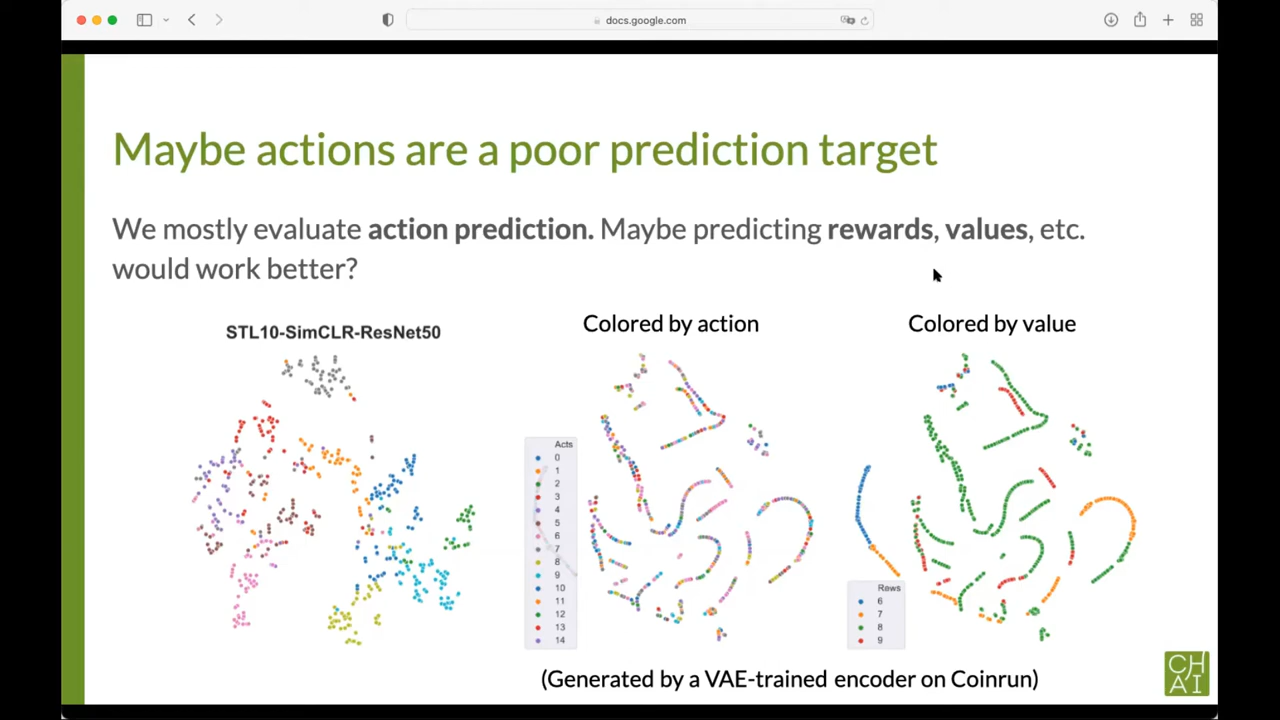 docs.google.com
Maybe actions are a poor prediction target
We mostly evaluate action prediction. Maybe predicting rewards, values, etc.
would work better?
STL10-SimCLR-ResNet50
Colored by action
Colored by value
Acts
0
1
2
3
4
5
6
7
8
9
10
11
12
13
14
Rews
6
7
8
9
(Generated by a VAE-trained encoder on Coinrun)
CH
AI